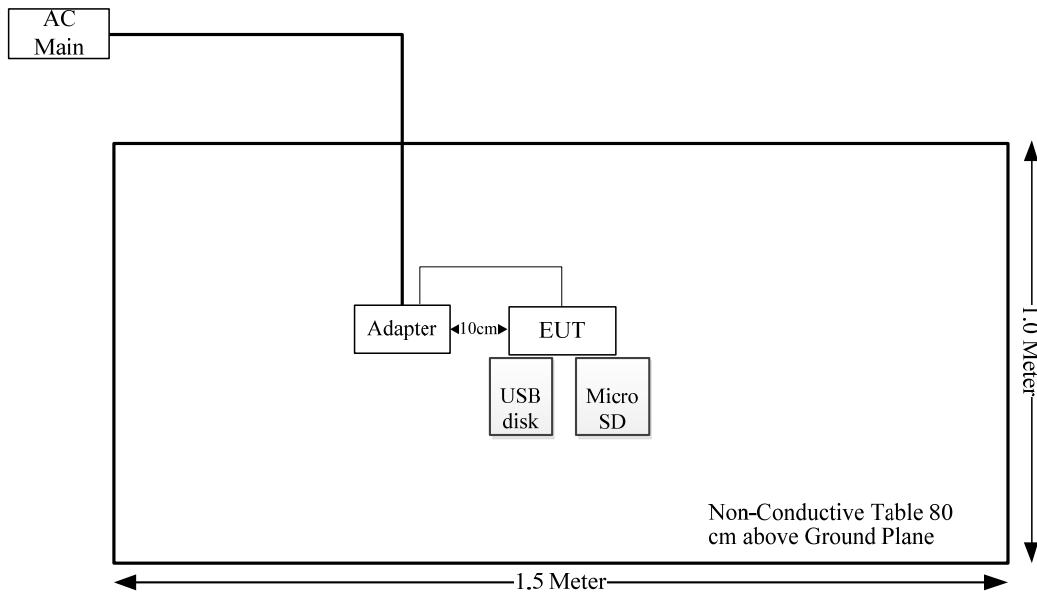 AC
Main
Adapter
10cm
EUT
USB
disk
Micro
SD
1.0 Meter
Non-Conductive Table 80
cm above Ground Plane
1.5 Meter